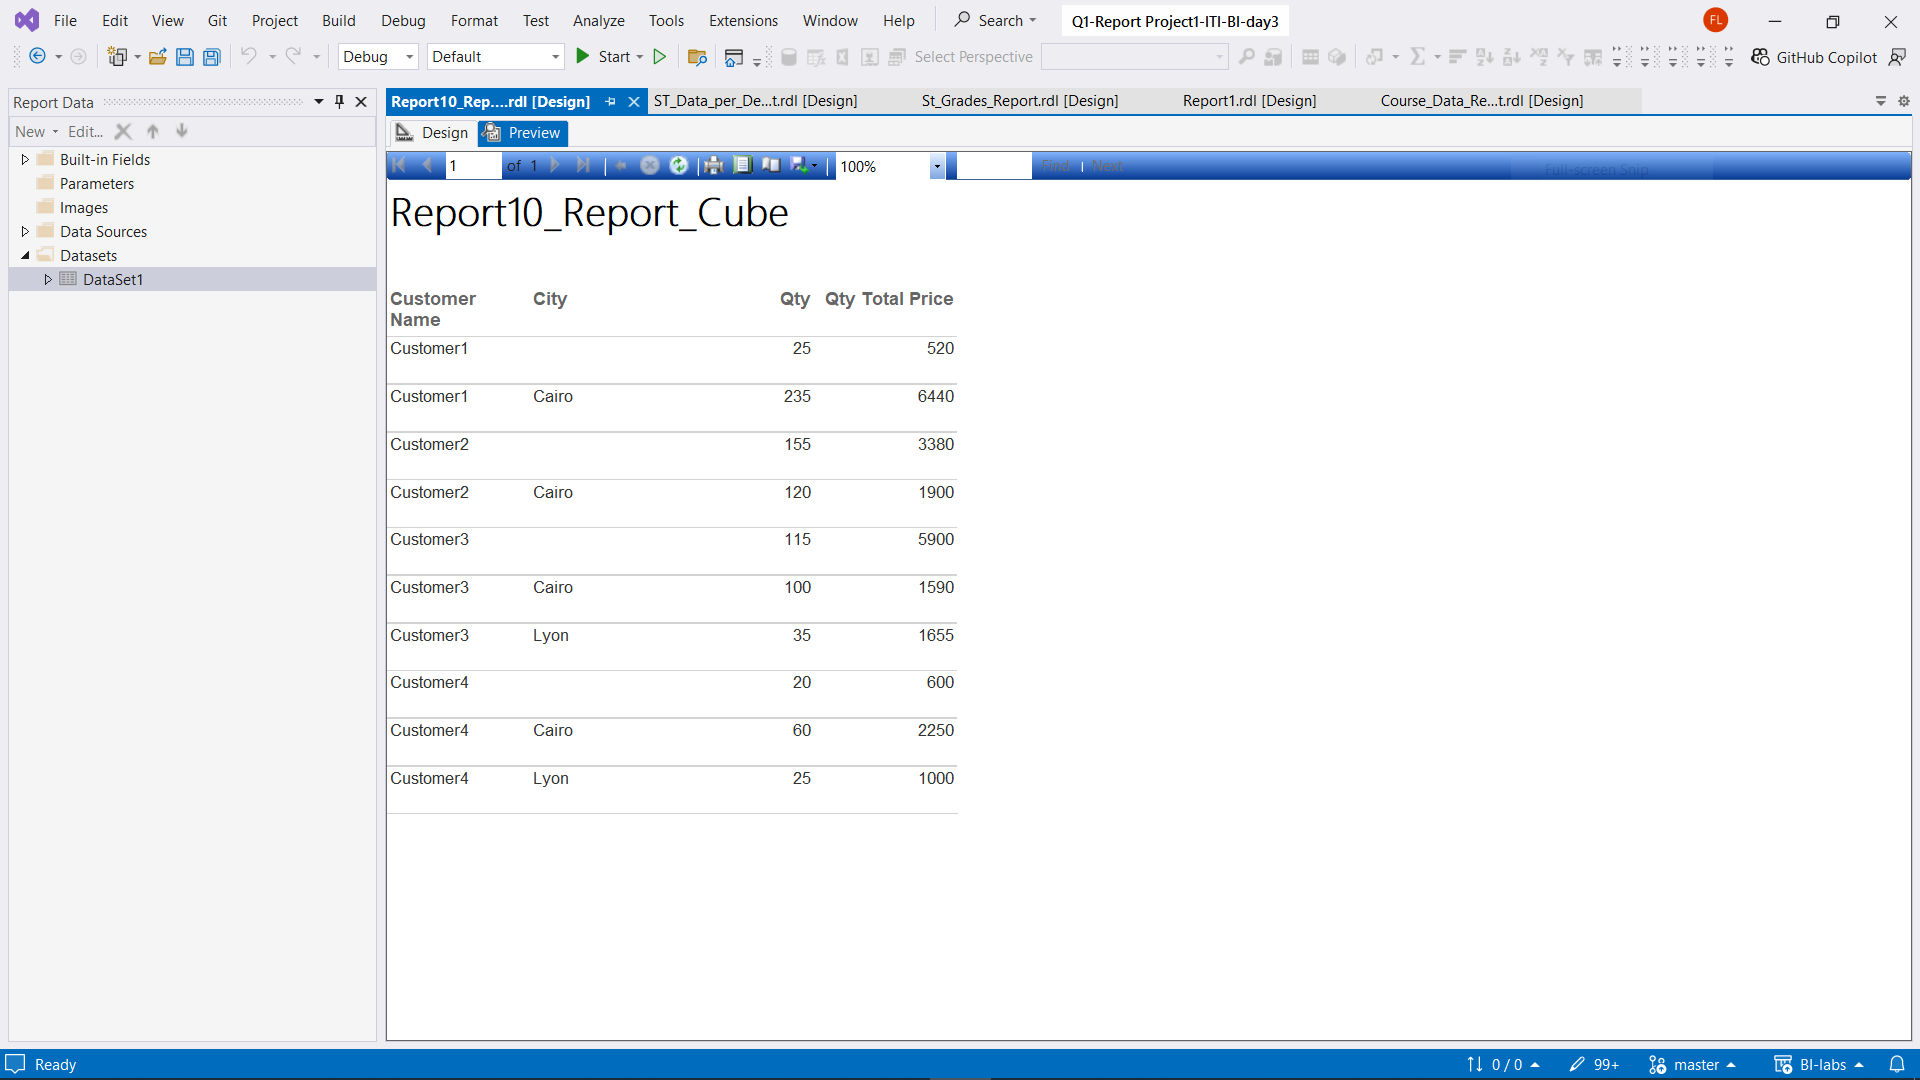 File Edit View Git Project Build Debug Format Test Analyze Tools Extensions Window Help Search Q1-Report Project1-ITI-BI-day3 FL
Debug Default Start Select Perspective GitHub Copilot
Report Data
New Edit...
Built-in Fields
Parameters
Images
Data Sources
Datasets
DataSet1
Report10_Rep....rdl [Design] ST_Data_per_De...t.rdl [Design] St_Grades_Report.rdl [Design] Report1.rdl [Design] Course_Data_Re...t.rdl [Design]
Design Preview
1 of 1 100% Find Next Full-screen Snip
Report10_Report_Cube
Customer Name City Qty Qty Total Price
Customer1 25 520
Customer1 Cairo 235 6440
Customer2 155 3380
Customer2 Cairo 120 1900
Customer3 115 5900
Customer3 Cairo 100 1590
Customer3 Lyon 35 1655
Customer4 20 600
Customer4 Cairo 60 2250
Customer4 Lyon 25 1000
Ready 0 / 0 99+ master BI-labs